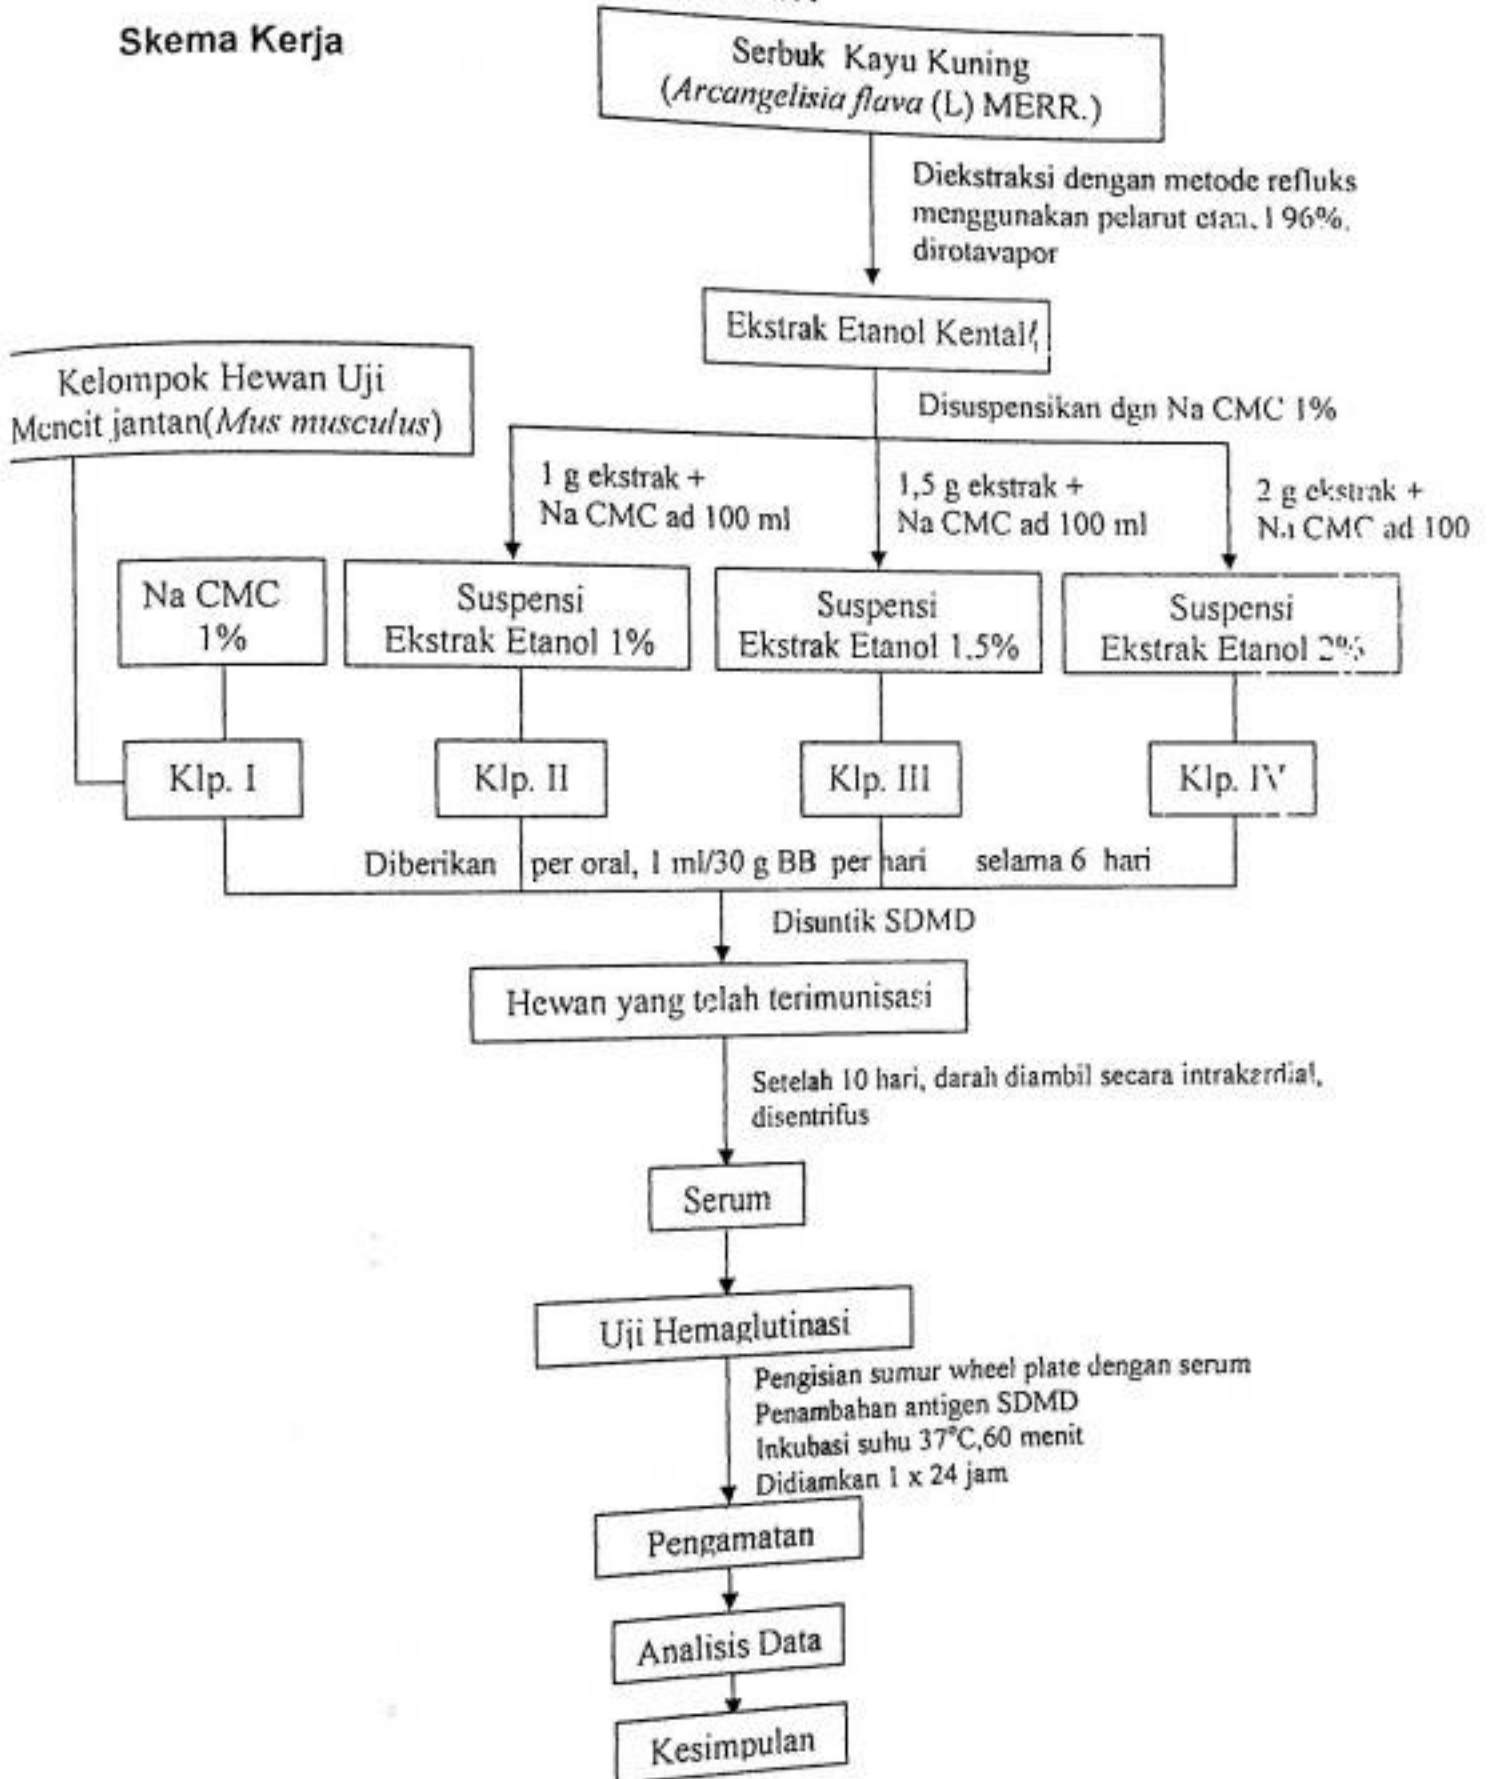 Skema Kerja
Serbuk Kayu Kuning
(Arcangelisia flava (L) MERR.)
Diekstraksi dengan metode refluks
menggunakan pelarut 96%,
dirotavapor
Ekstrak Etanol Kental
Kelompok Hewan Uji
Mencit jantan(Mus musculus)
Disuspensikan dgn Na CMC 1%
1 g ekstrak +
Na CMC ad 100 ml
1,5 g ekstrak +
Na CMC ad 100 ml
2 g ekstrak +
Na CMC ad 100
Na CMC
1%
Suspensi
Ekstrak Etanol 1%
Suspensi
Ekstrak Etanol 1.5%
Suspensi
Ekstrak Etanol 2%
Klp. I
Klp. II
Klp. III
Klp. IV
Diberikan per oral, 1 ml/30 g BB per hari selama 6 hari
Disuntik SDMD
Hewan yang telah terimunisasi
Setelah 10 hari, darah diambil secara intrakardial,
disentrifus
Serum
Uji Hemaglutinasi
Pengisian sumur wheel plate dengan serum
Penambahan antigen SDMD
Inkubasi suhu 37°C,60 menit
Didiamkan 1 x 24 jam
Pengamatan
Analisis Data
Kesimpulan